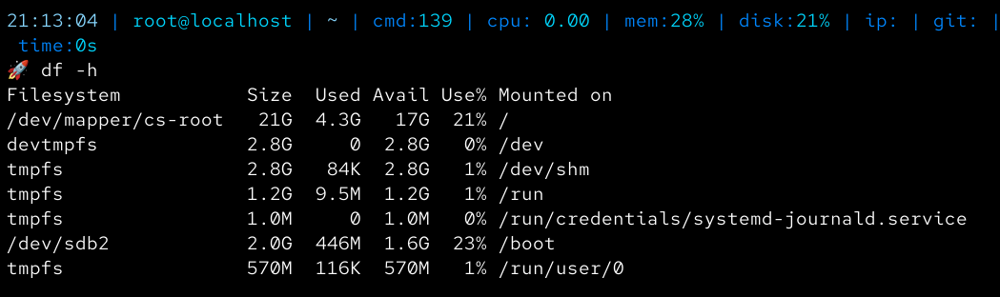 21:13:04 | root@localhost | ~ | cmd:139 | cpu: 0.00 | mem:28% | disk:21% | ip: | git: |
time:0s
🚀 df -h
Filesystem           Size  Used Avail Use% Mounted on
/dev/mapper/cs-root   21G  4.3G   17G  21% /
devtmpfs             2.8G     0  2.8G   0% /dev
tmpfs                2.8G   84K  2.8G   1% /dev/shm
tmpfs                1.2G  9.5M  1.2G   1% /run
tmpfs                1.0M     0  1.0M   0% /run/credentials/systemd-journald.service
/dev/sdb2            2.0G  446M  1.6G  23% /boot
tmpfs                570M  116K  570M   1% /run/user/0